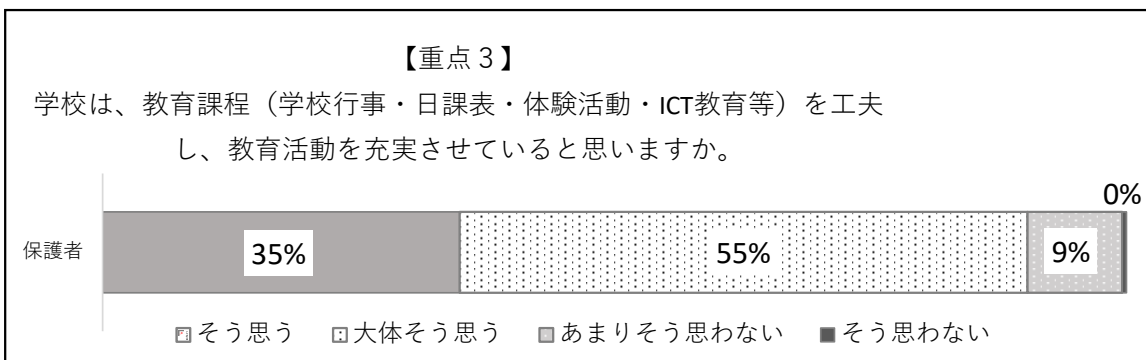 【重点３】
学校は、教育課程（学校行事・日課表・体験活動・ICT教育等）を工夫
し、教育活動を充実させていると思いますか。
0%
保護者 35% 55% 9%
そう思う 大体そう思う あまりそう思わない そう思わない